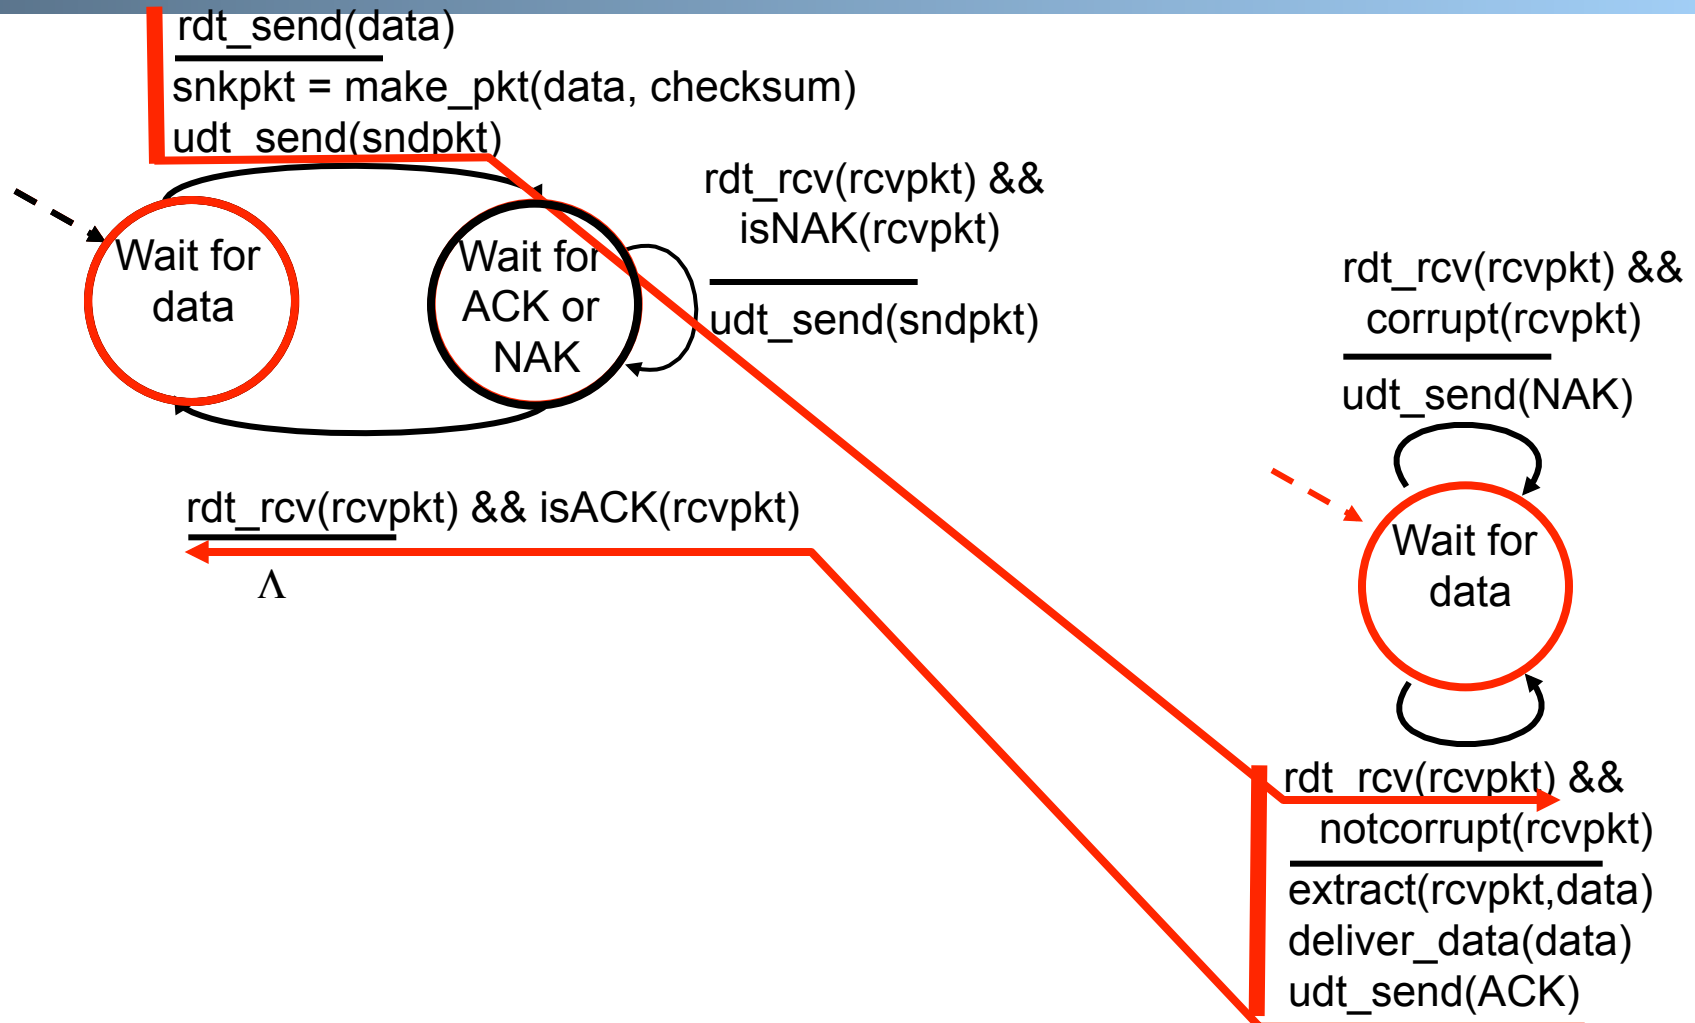 rdt_send(data)
snkpkt = make_pkt(data, checksum)
udt_send(sndpkt)
rdt_rcv(rcvpkt) &&
isNAK(rcvpkt)
udt_send(sndpkt)
Wait for
data
Wait for
ACK or
NAK
rdt_rcv(rcvpkt) && isACK(rcvpkt)
Λ
rdt_rcv(rcvpkt) &&
corrupt(rcvpkt)
udt_send(NAK)
Wait for
data
rdt_rcv(rcvpkt) &&
notcorrupt(rcvpkt)
extract(rcvpkt,data)
deliver_data(data)
udt_send(ACK)